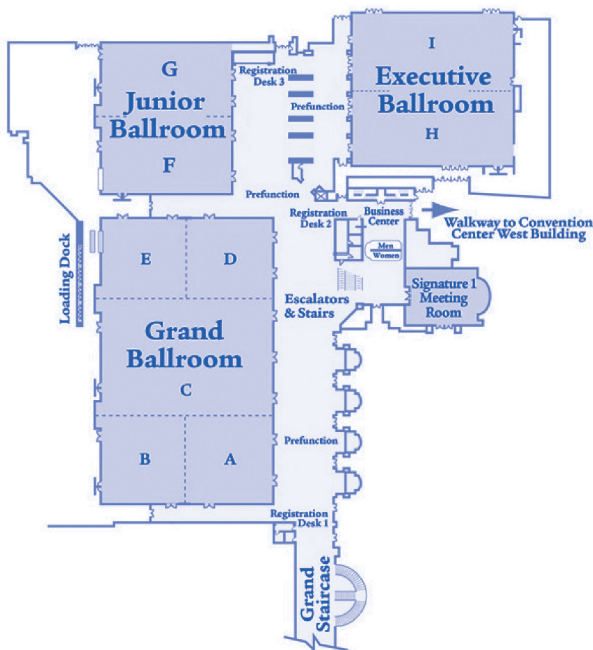 G
Junior
Ballroom
F
Registration
Desk 3
Prefunction
I
Executive
Ballroom
H
Prefunction
Registration
Desk 2
Business
Center
Walkway to Convention
Center West Building
Men
Women
Loading Dock
E
D
Escalators
& Stairs
Signature 1
Meeting
Room
Grand
Ballroom
C
B
A
Prefunction
Registration
Desk 1
Grand
Staircase